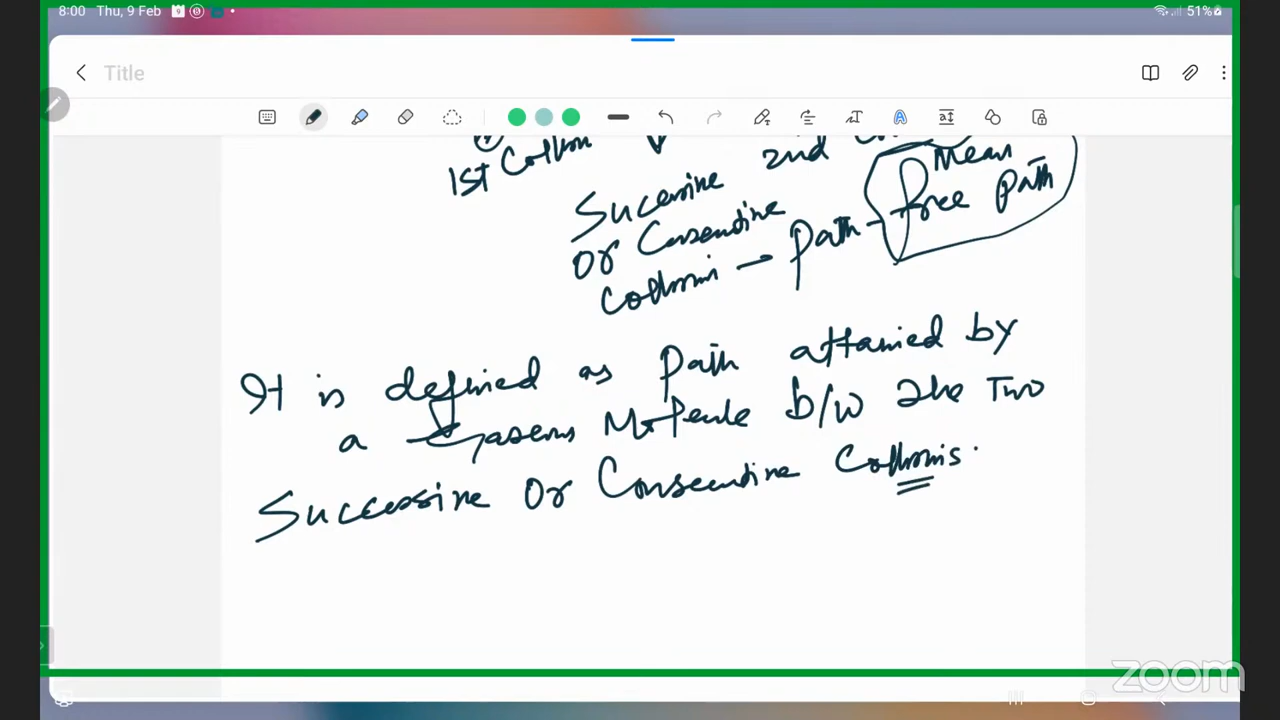 8:00 Thu, 9 Feb
51%
Title
1st Collision
2nd
Mean
free Path
Sucessive
Or Consecutive
Collisions - Path -
It is defined as Path attained by
a gaseous Molecule b/w the Two
Successive Or Consecutive Collisions.
zoom